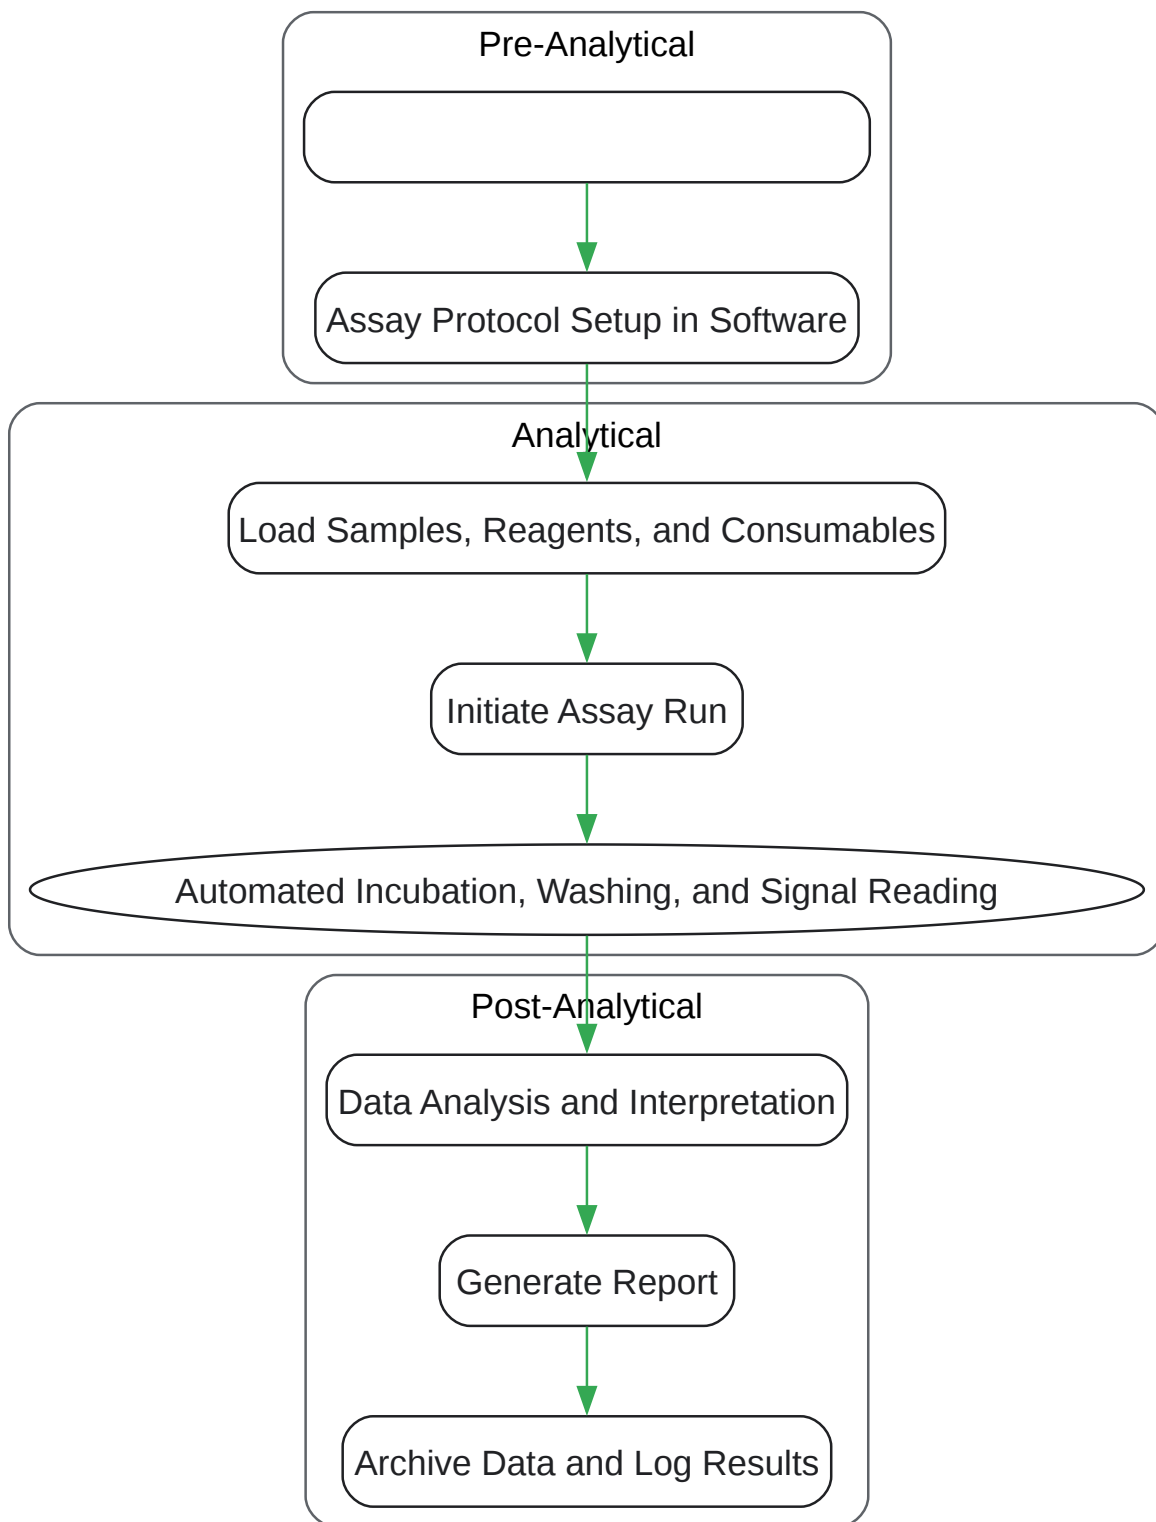 Pre-Analytical
Assay Protocol Setup in Software
Analytical
Load Samples, Reagents, and Consumables
Initiate Assay Run
Automated Incubation, Washing, and Signal Reading
Post-Analytical
Data Analysis and Interpretation
Generate Report
Archive Data and Log Results